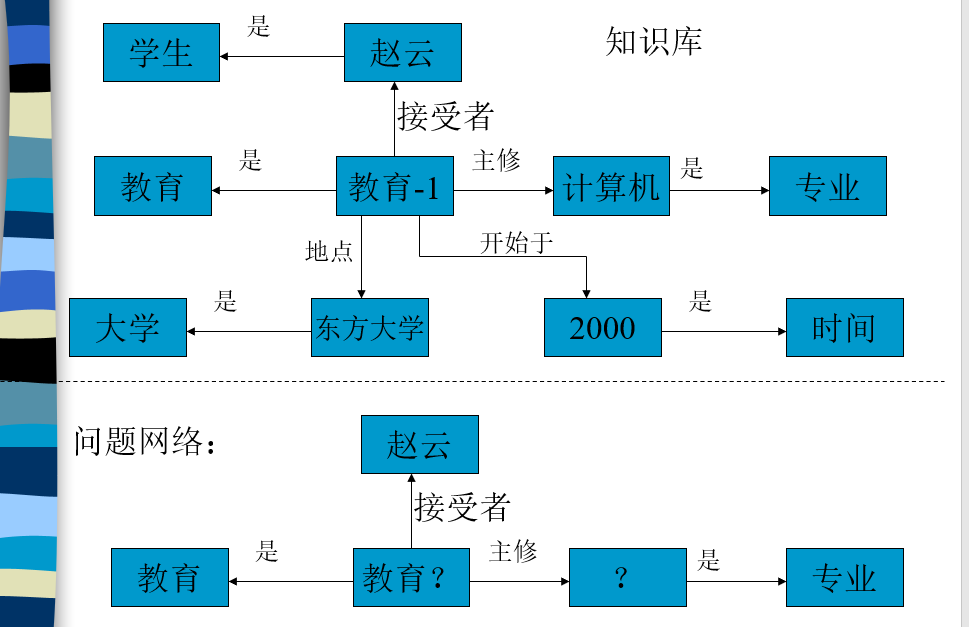 是
学生
赵云
知识库
接受者
是
主修
是
教育
教育-1
计算机
专业
地点
开始于
是
是
大学
东方大学
2000
时间
问题网络：
赵云
接受者
是
主修
是
教育
教育？
？
专业